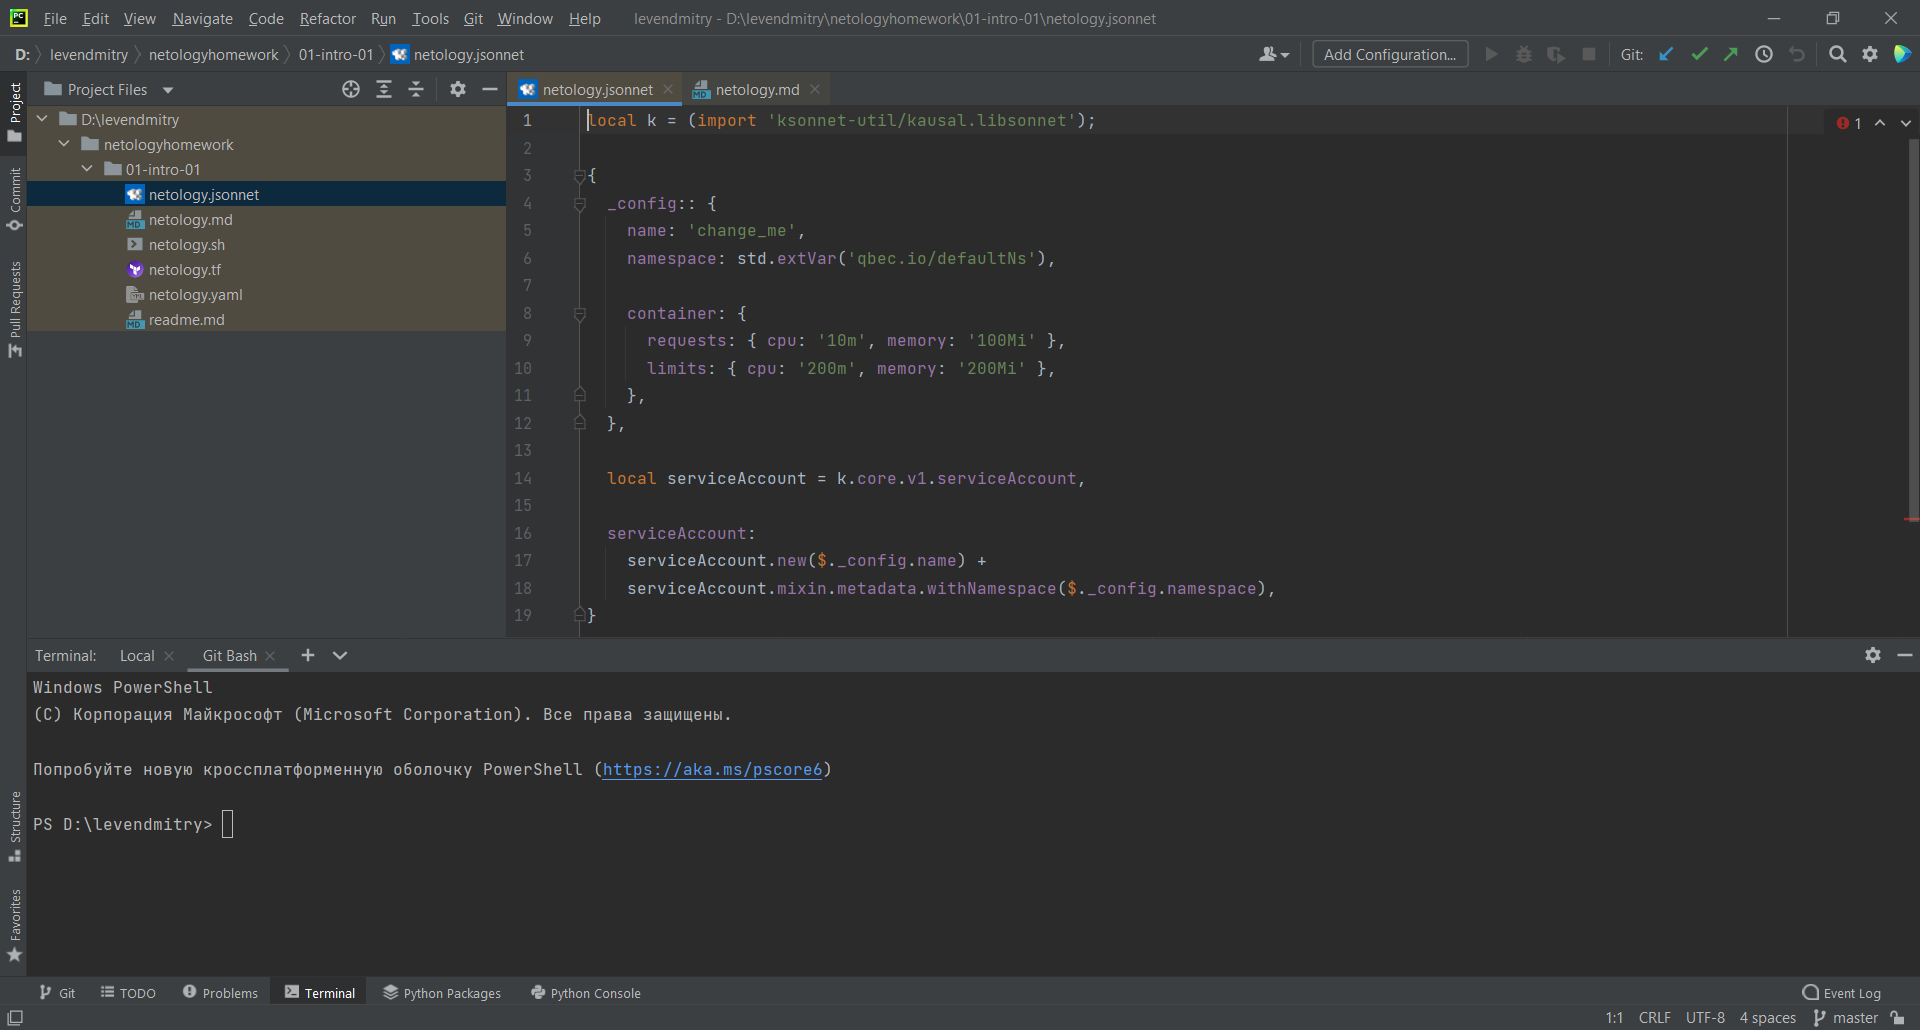 PC File Edit View Navigate Code Refactor Run Tools Git Window Help levendmitry - D:\levendmitry\netologyhomework\01-intro-01\netology.jsonnet
D: levendmitry netologyhomework 01-intro-01 netology.jsonnet Add Configuration... Git:
Project Files
netology.jsonnet netology.md
Project
Commit
Pull Requests
Structure
Favorites
D:\levendmitry
netologyhomework
01-intro-01
netology.jsonnet
MD netology.md
netology.sh
netology.tf
netology.yaml
MD readme.md
1 local k = (import 'ksonnet-util/kausal.libsonnet');
1
2
3 {
4 _config:: {
5 name: 'change_me',
6 namespace: std.extVar('qbec.io/defaultNs'),
7
8 container: {
9 requests: { cpu: '10m', memory: '100Mi' },
10 limits: { cpu: '200m', memory: '200Mi' },
11 },
12 },
13
14 local serviceAccount = k.core.v1.serviceAccount,
15
16 serviceAccount:
17 serviceAccount.new($._config.name) +
18 serviceAccount.mixin.metadata.withNamespace($._config.namespace),
19 }
Terminal: Local Git Bash
Windows PowerShell
(C) Корпорация Майкрософт (Microsoft Corporation). Все права защищены.
Попробуйте новую кроссплатформенную оболочку PowerShell (https://aka.ms/pscore6)
PS D:\levendmitry>
Git TODO Problems Terminal Python Packages Python Console Event Log
1:1 CRLF UTF-8 4 spaces master